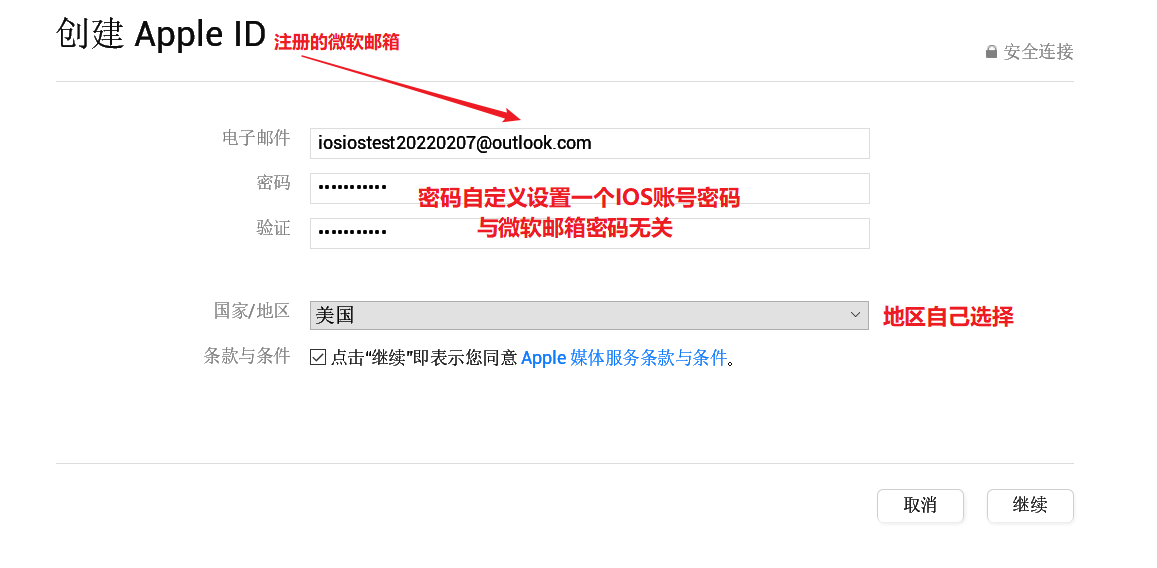 创建 Apple ID 注册的微软邮箱
安全连接
电子邮件 iosiostest20220207@outlook.com
密码 •••••••••••
密码自定义设置一个IOS账号密码
与微软邮箱密码无关
验证 •••••••••••
国家/地区 美国 地区自己选择
条款与条件 点击“继续”即表示您同意 Apple 媒体服务条款与条件。
取消 继续